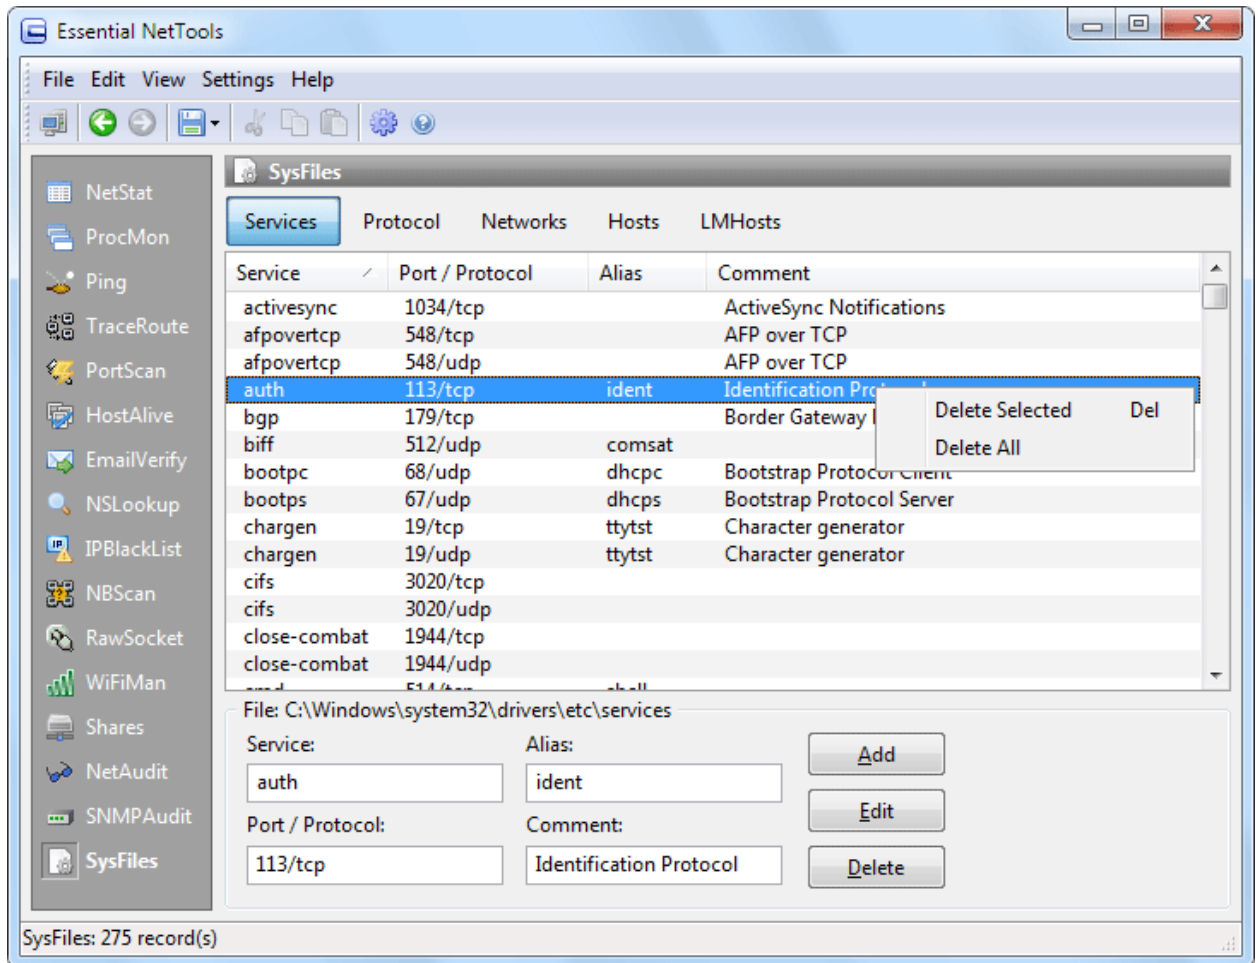 Essential NetTools
File Edit View Settings Help
SysFiles
NetStat
ProcMon
Ping
TraceRoute
PortScan
HostAlive
EmailVerify
NSLookup
IPBlackList
NBScan
RawSocket
WiFiMan
Shares
NetAudit
SNMPAudit
SysFiles
Services Protocol Networks Hosts LMHosts
Service Port / Protocol Alias Comment
activesync 1034/tcp ActiveSync Notifications
afpovertcp 548/tcp AFP over TCP
afpovertcp 548/udp AFP over TCP
auth 113/tcp ident Identification
bgp 179/tcp Border Gateway
biff 512/udp comsat
bootpc 68/udp dhcpc Bootstrap Protocol Client
bootps 67/udp dhcps Bootstrap Protocol Server
chargen 19/tcp ttytst Character generator
chargen 19/udp ttytst Character generator
cifs 3020/tcp
cifs 3020/udp
close-combat 1944/tcp
close-combat 1944/udp
Delete Selected Del
Delete All
File: C:\Windows\system32\drivers\etc\services
Service: Alias:
auth ident
Port / Protocol: Comment:
113/tcp Identification Protocol
Add
Edit
Delete
SysFiles: 275 record(s)